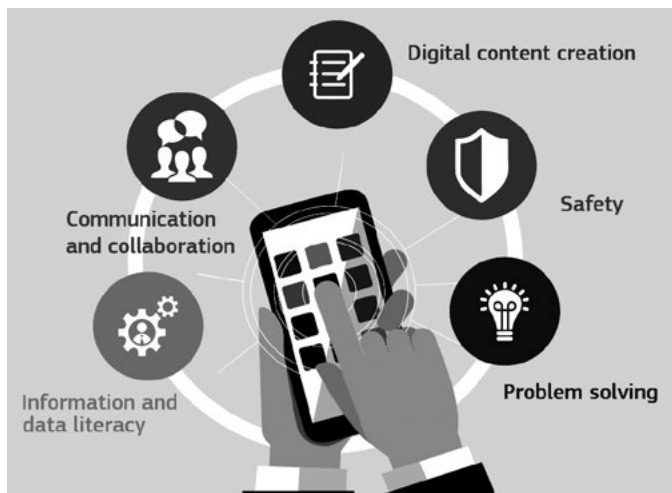 Digital content creation
Safety
Communication
and collaboration
Problem solving
Information and
data literacy